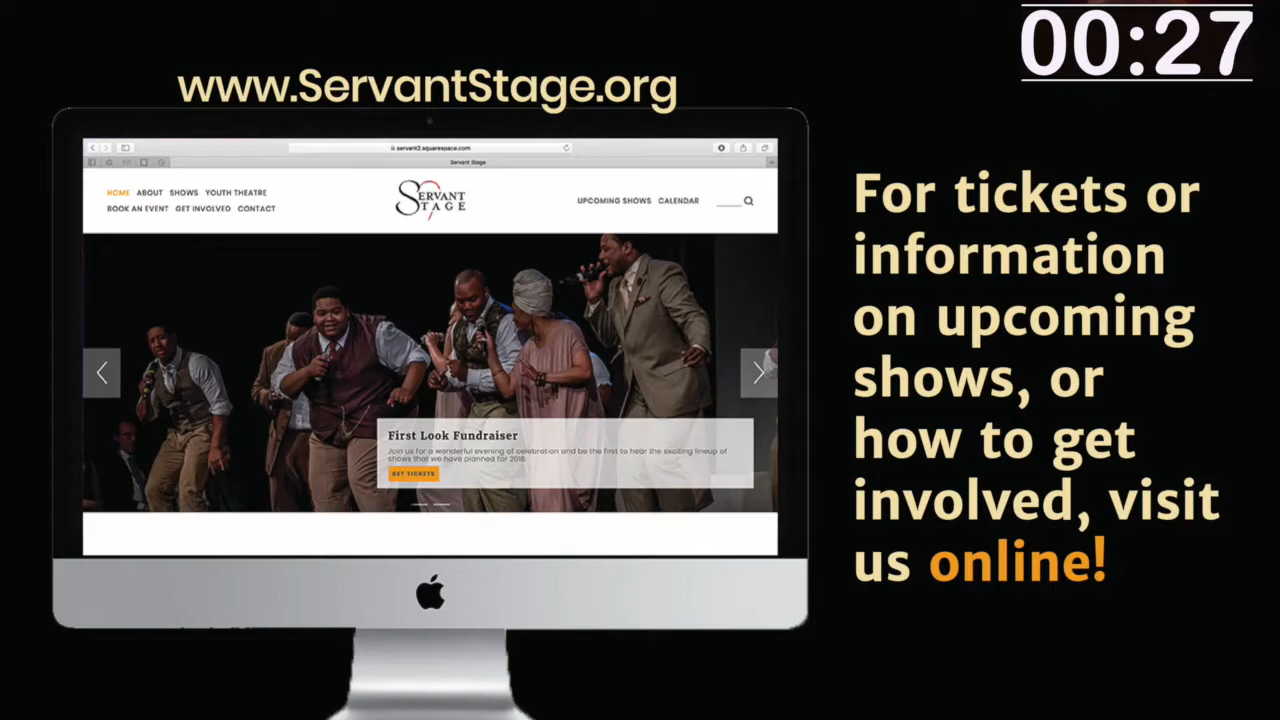 00:27
www.ServantStage.org
servant2.squarespace.com
Servant Stage
HOME ABOUT SHOWS YOUTH THEATRE
BOOK AN EVENT GET INVOLVED CONTACT
SERVANT
STAGE
UPCOMING SHOWS CALENDAR
First Look Fundraiser
Join us for a wonderful evening of celebration and be the first to hear the exciting lineup of
shows that we have planned for 2018.
GET TICKETS
For tickets or
information
on upcoming
shows, or
how to get
involved, visit
us online!